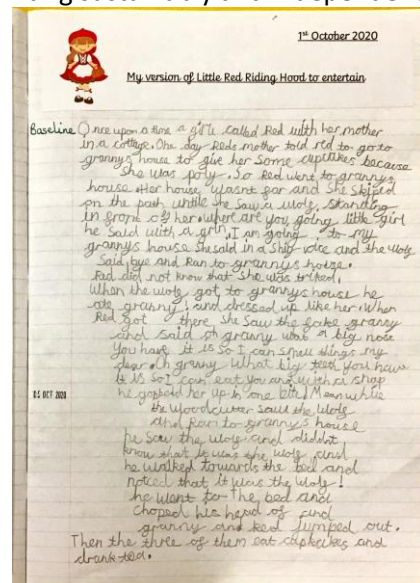 1st October 2020
My version of Little Red Riding Hood to entertain
Baseline Once upon a time a girl called Red with her mother
in a cottage. One day Reds mother told red to go to
granny's house to give her some cupcakes because
she was poly. So Red went to granny's
house. Her house wasnt far and she skiped
on the path untile she saw a wolf, standing
in front off her. where are you going little girl
he said with a grin, I am going to my
grannys house she said in a voice and the wolf
said, bye and Ran to grannys
Red did not know that she was triked.
When the wolf got to grannys house he
ate granny and dressed up like her. When
Red got there she saw the fake granny
and said oh granny what a big nose
you have it is so I can smell things my
dear oh granny what big teeth you have
it is so I can eat you and with a snap
he her up in one bite. Meanwhile
05 OCT 2020
the woodcutter saw the wolf
and Ran to granny's house
he saw the wolf and didnt
know that it was the wolf and
he walked towards the bed and
noticed that it was the wolf!
he went to the bed and
choped his head of and
granny and Red jumped out.
Then the three of them eat cupkakes and
drank tea.